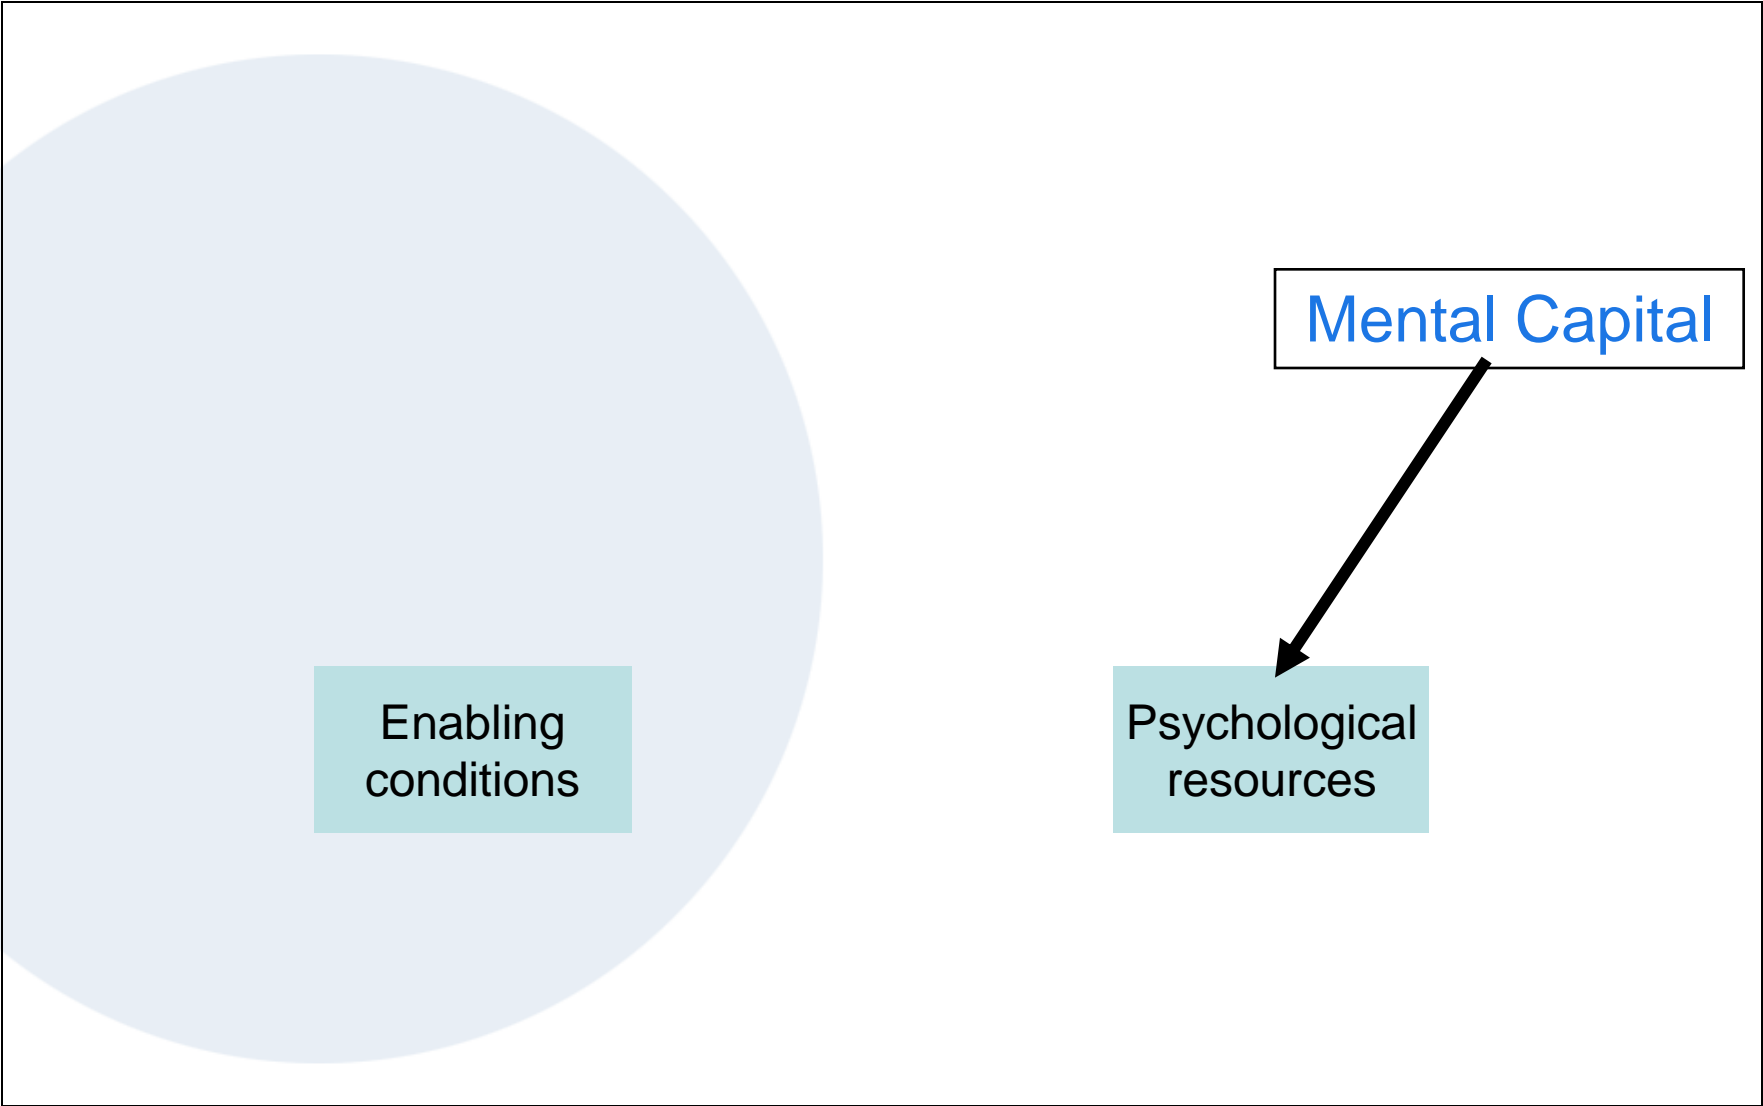 Mental Capital
Enabling
conditions
Psychological
resources